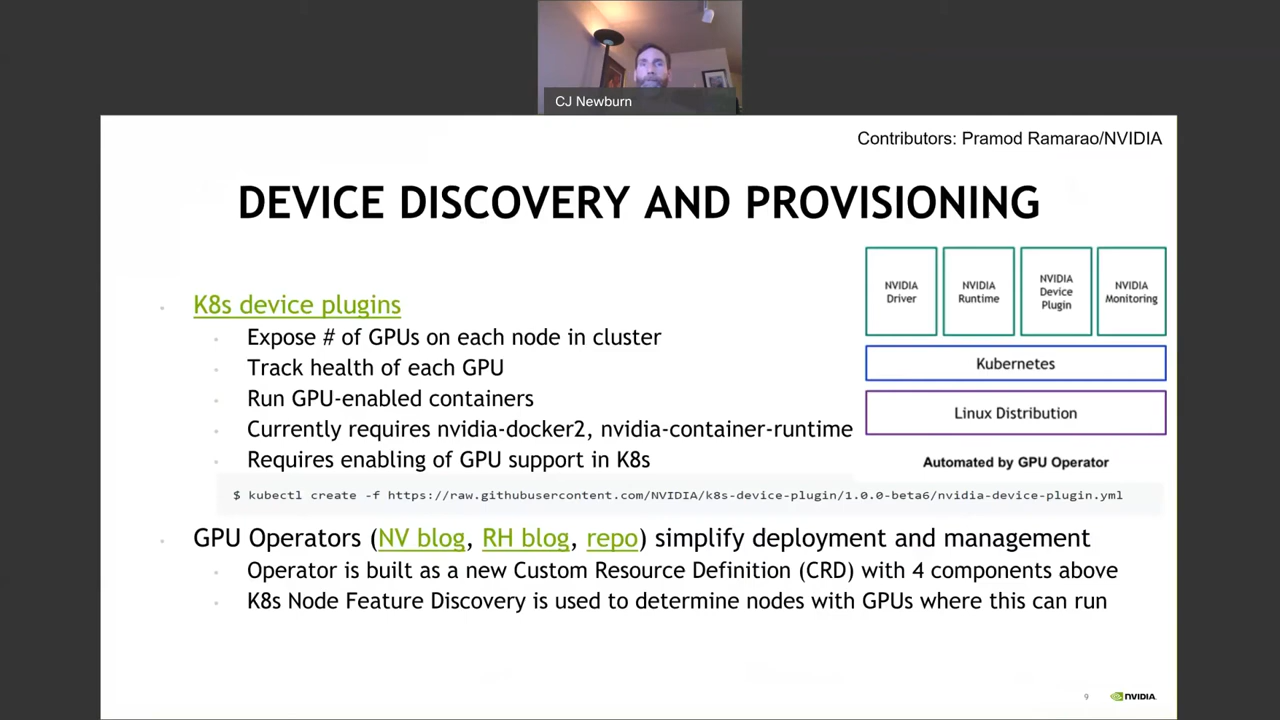 CJ Newburn
Contributors: Pramod Ramarao/NVIDIA
DEVICE DISCOVERY AND PROVISIONING
K8s device plugins
Expose # of GPUs on each node in cluster
Track health of each GPU
Run GPU-enabled containers
Currently requires nvidia-docker2, nvidia-container-runtime
Requires enabling of GPU support in K8s
$ kubectl create -f https://raw.githubusercontent.com/NVIDIA/k8s-device-plugin/1.0.0-beta6/nvidia-device-plugin.yml
GPU Operators (NV blog, RH blog, repo) simplify deployment and management
Operator is built as a new Custom Resource Definition (CRD) with 4 components above
K8s Node Feature Discovery is used to determine nodes with GPUs where this can run
NVIDIA
Driver
NVIDIA
Runtime
NVIDIA
Device
Plugin
NVIDIA
Monitoring
Kubernetes
Linux Distribution
Automated by GPU Operator
9
NVIDIA.